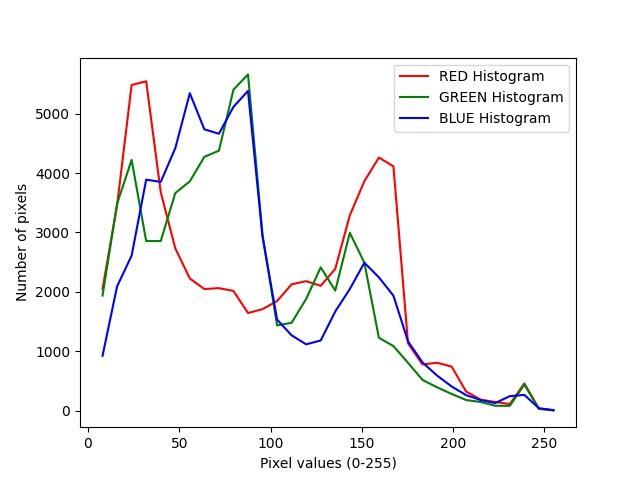 RED Histogram
GREEN Histogram
BLUE Histogram
Number of pixels
5000
4000
3000
2000
1000
0
0 50 100 150 200 250
Pixel values (0-255)